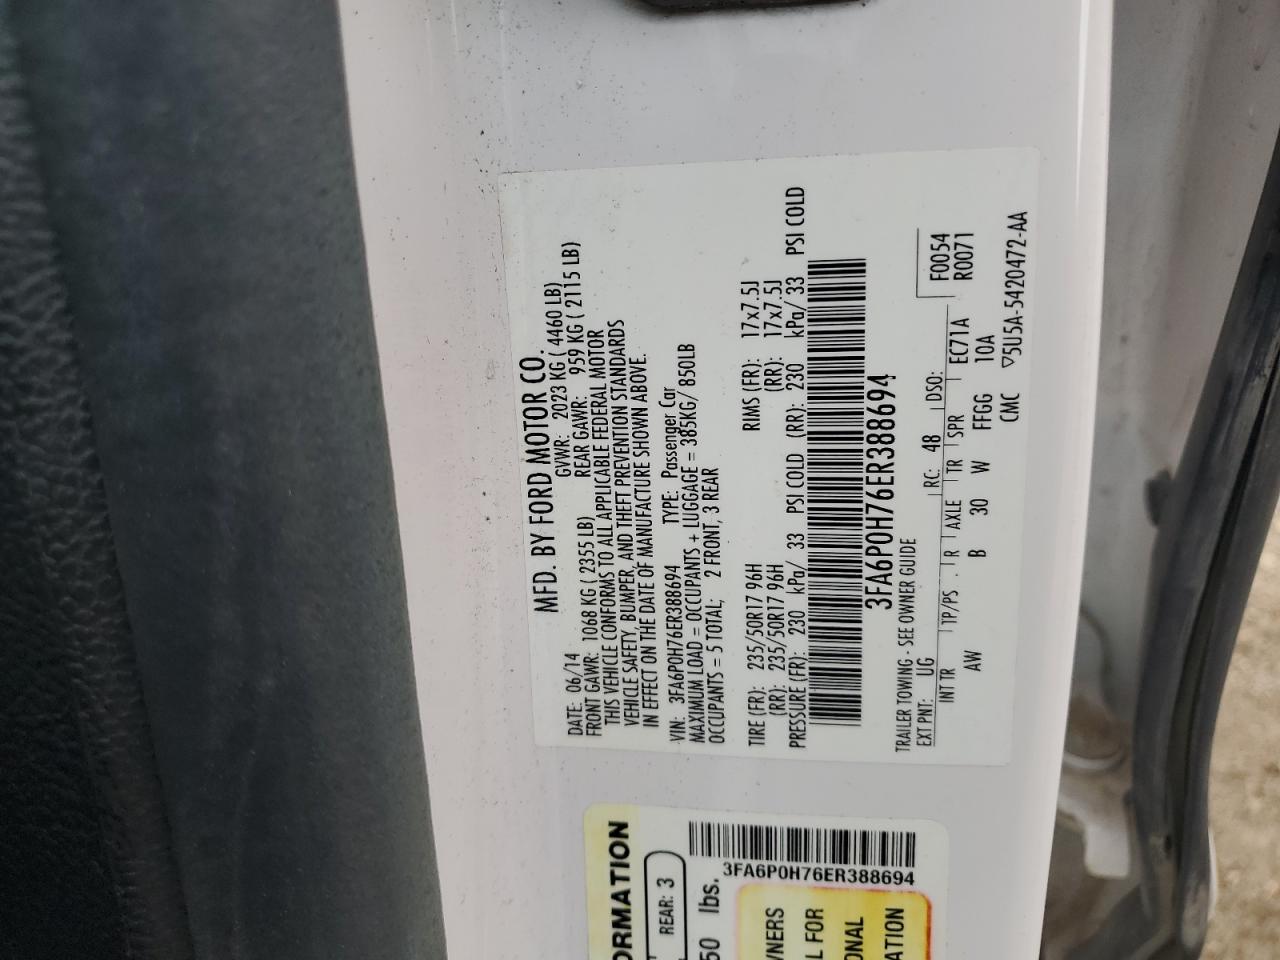 MFD. BY FORD MOTOR CO.
DATE: 06/14 GVWR: 2023 KG ( 4460 LB)
FRONT GAWR: 1068 KG ( 2355 LB) REAR GAWR: 959 KG ( 2115 LB)
THIS VEHICLE CONFORMS TO ALL APPLICABLE FEDERAL MOTOR
VEHICLE SAFETY, BUMPER, AND THEFT PREVENTION STANDARDS
IN EFFECT ON THE DATE OF MANUFACTURE SHOWN ABOVE.
VIN: 3FA6P0H76ER388694 TYPE: Passenger Car
MAXIMUM LOAD = OCCUPANTS + LUGGAGE = 385KG/ 850LB
OCCUPANTS = 5 TOTAL; 2 FRONT, 3 REAR
TIRE (FR): 235/50R17 96H RIMS (FR): 17x7.5J
(RR): 235/50R17 96H (RR): 17x7.5J
PRESSURE (FR): 230 kPa/ 33 PSI COLD (RR): 230 kPa/ 33 PSI COLD
3FA6P0H76ER388694
TRAILER TOWING - SEE OWNER GUIDE
EXT PNT: UG RC: 48 DSO: F0054
INT TR TP/PS R AXLE TR SPR EC71A R0071
AW B 30 W FFGG 10A
CMC ▽5U5A-5420472-AA
ORMATION
REAR: 3
50 lbs.
3FA6P0H76ER388694
WNERS
L FOR
ONAL
ATION